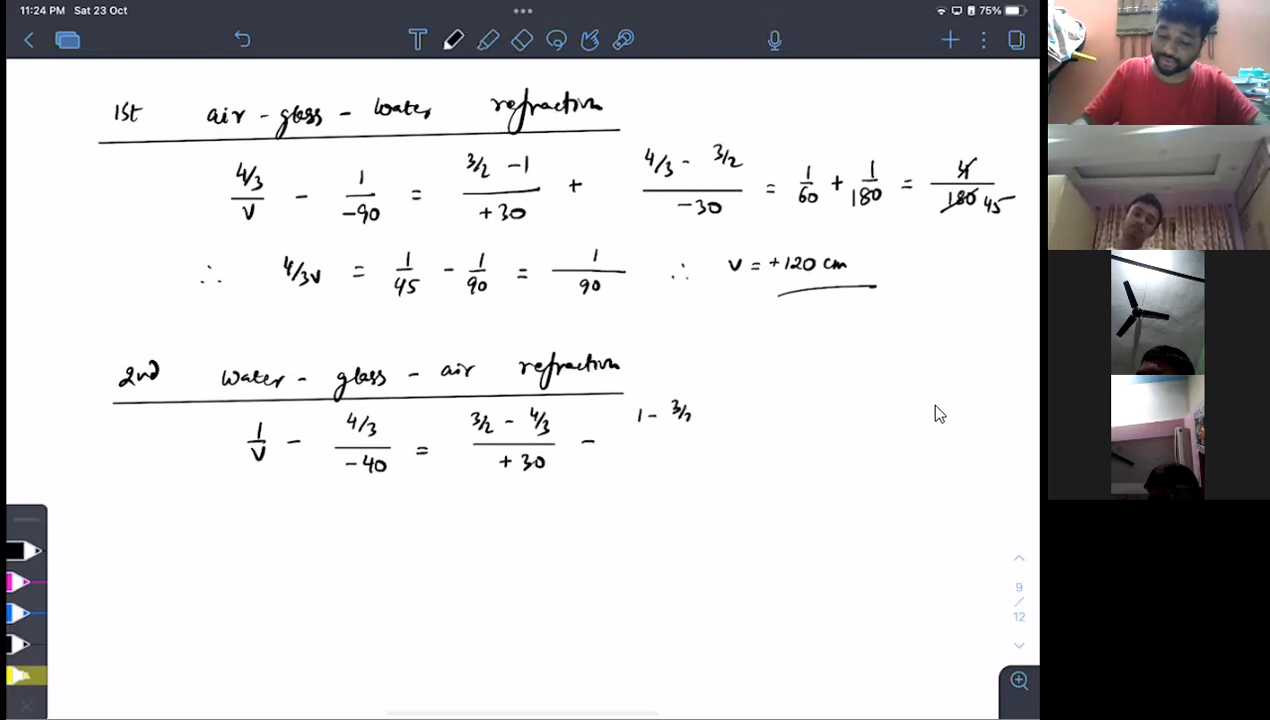 11:24 PM Sat 23 Oct
75%
1st air - glass - water refraction
4/3 / v - 1 / -90 = 3/2 - 1 / +30 + 4/3 - 3/2 / -30 = 1/60 + 1/180 = 4 / 180 45
∴ 4/3v = 1/45 - 1/90 = 1/90 ∴ v = +120 cm
2nd water - glass - air refraction
1/v - 4/3 / -40 = 3/2 - 4/3 / +30 - 1 - 3/2
T
9
/
12